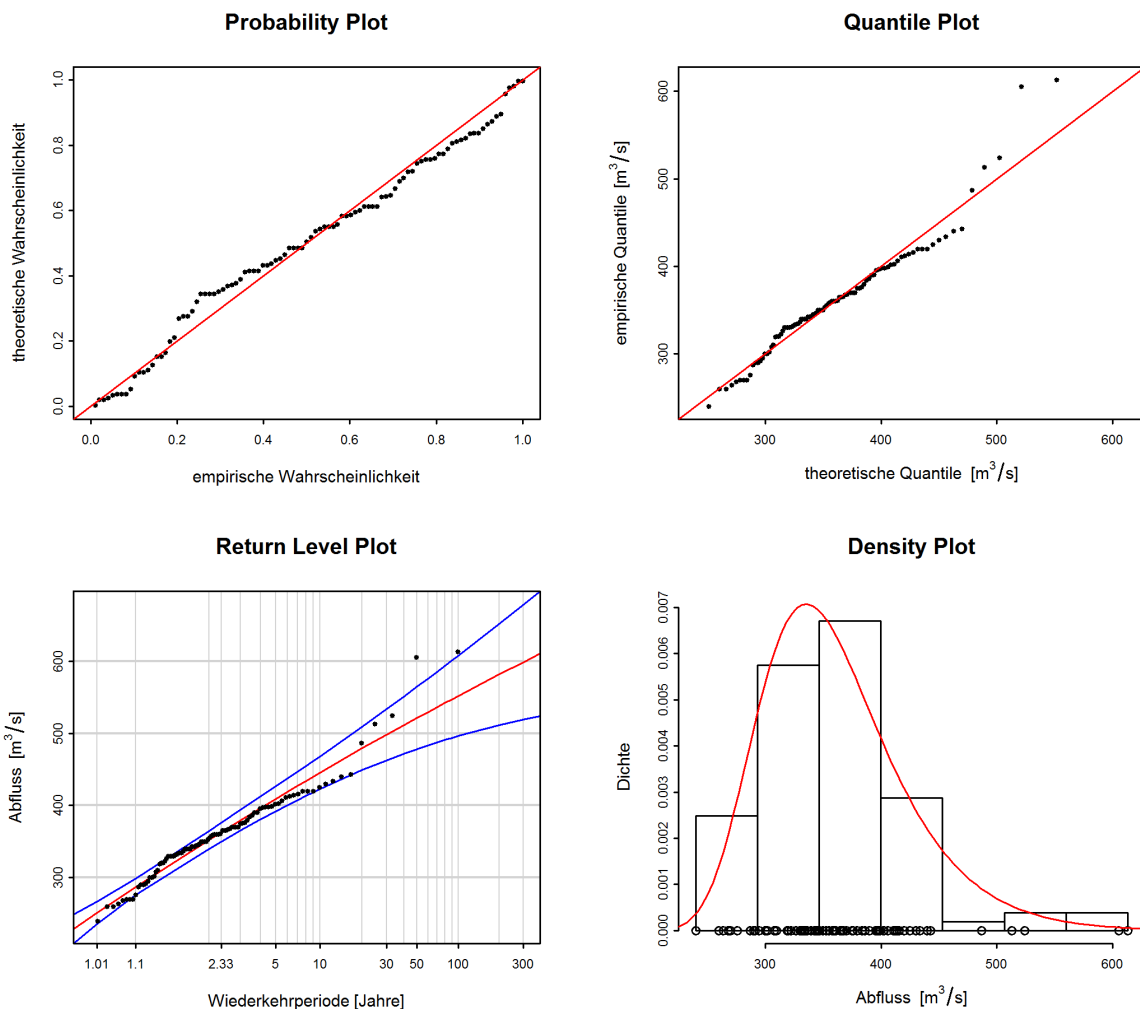 Probability Plot
theoretische Wahrscheinlichkeit
0.0 0.2 0.4 0.6 0.8 1.0
0.0 0.2 0.4 0.6 0.8 1.0
empirische Wahrscheinlichkeit
Quantile Plot
empirische Quantile [m³/s]
300 400 500 600
300 400 500 600
theoretische Quantile [m³/s]
Return Level Plot
Abfluss [m³/s]
300 400 500 600
1.01 1.1 2.33 5 10 30 50 100 300
Wiederkehrperiode [Jahre]
Density Plot
Dichte
0.000 0.001 0.002 0.003 0.004 0.005 0.006 0.007
300 400 500 600
Abfluss [m³/s]